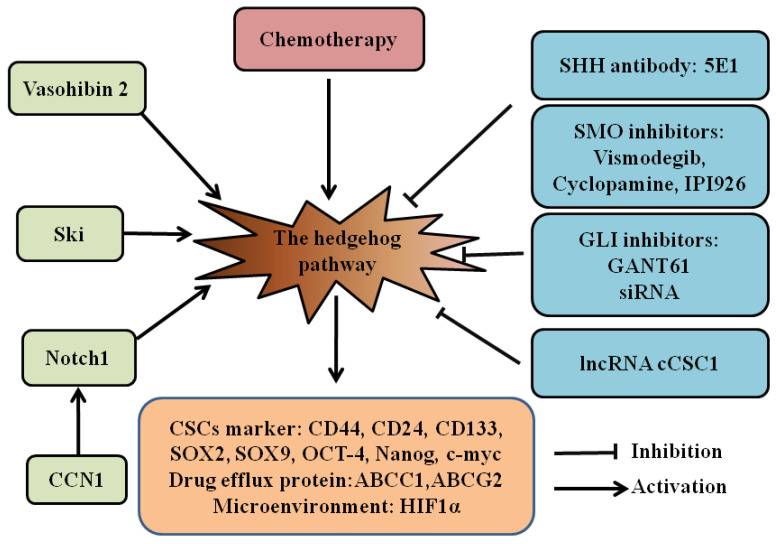 Chemotherapy
Vasohibin 2
Ski
Notch1
CCN1
The hedgehog
pathway
SHH antibody: 5E1
SMO inhibitors:
Vismodegib,
Cyclopamine, IPI926
GLI inhibitors:
GANT61
siRNA
lncRNA cCSC1
CSCs marker: CD44, CD24, CD133,
SOX2, SOX9, OCT-4, Nanog, c-myc
Drug efflux protein:ABCC1,ABCG2
Microenvironment: HIF1α
Inhibition
Activation